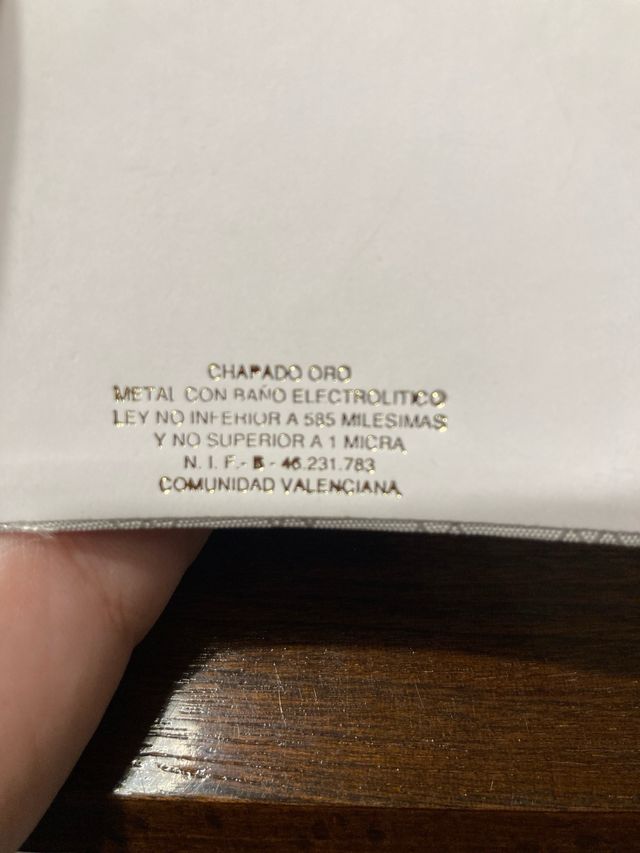 CHAPADO ORO
METAL CON BAÑO ELECTROLITICO
LEY NO INFERIOR A 585 MILESIMAS
Y NO SUPERIOR A 1 MICRA
N. I. F.- B - 46.231.783
COMUNIDAD VALENCIANA